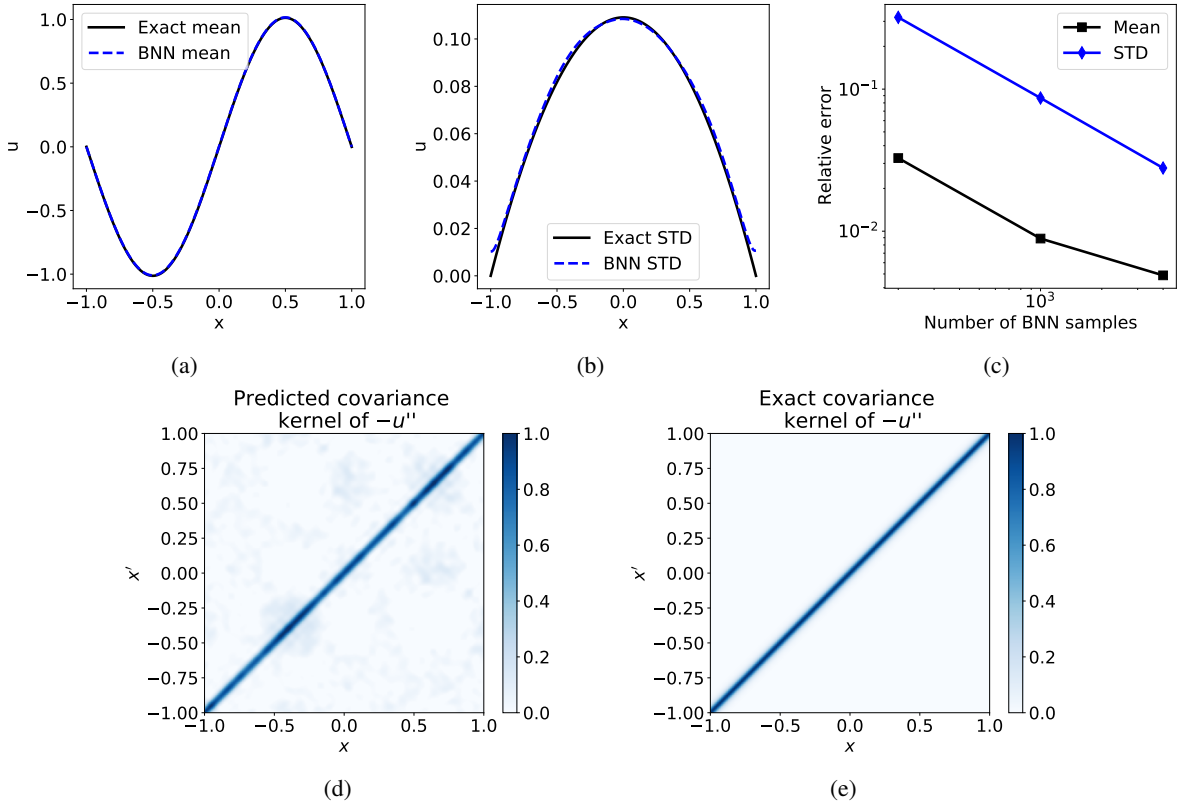 1.0
0.5
0.0
−0.5
−1.0
u
Exact mean
BNN mean
−1.0 −0.5 0.0 0.5 1.0
x
(a)
0.10
0.08
0.06
0.04
0.02
0.00
u
Exact STD
BNN STD
−1.0 −0.5 0.0 0.5 1.0
x
(b)
10−1
10−2
Relative error
Mean
STD
103
Number of BNN samples
(c)
Predicted covariance
kernel of −u''
1.00
0.75
0.50
0.25
0.00
−0.25
−0.50
−0.75
−1.00
x′
−1.0 −0.5 0.0 0.5 1.0
x
1.0
0.8
0.6
0.4
0.2
0.0
(d)
Exact covariance
kernel of −u''
1.00
0.75
0.50
0.25
0.00
−0.25
−0.50
−0.75
−1.00
x′
−1.0 −0.5 0.0 0.5 1.0
x
1.0
0.8
0.6
0.4
0.2
0.0
(e)